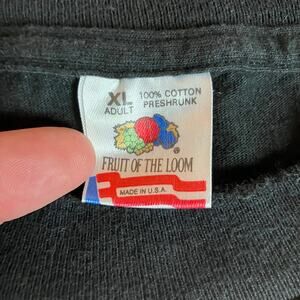 XL 100% COTTON
ADULT PRESHRUNK
®
FRUIT OF THE LOOM
MADE IN U.S.A.